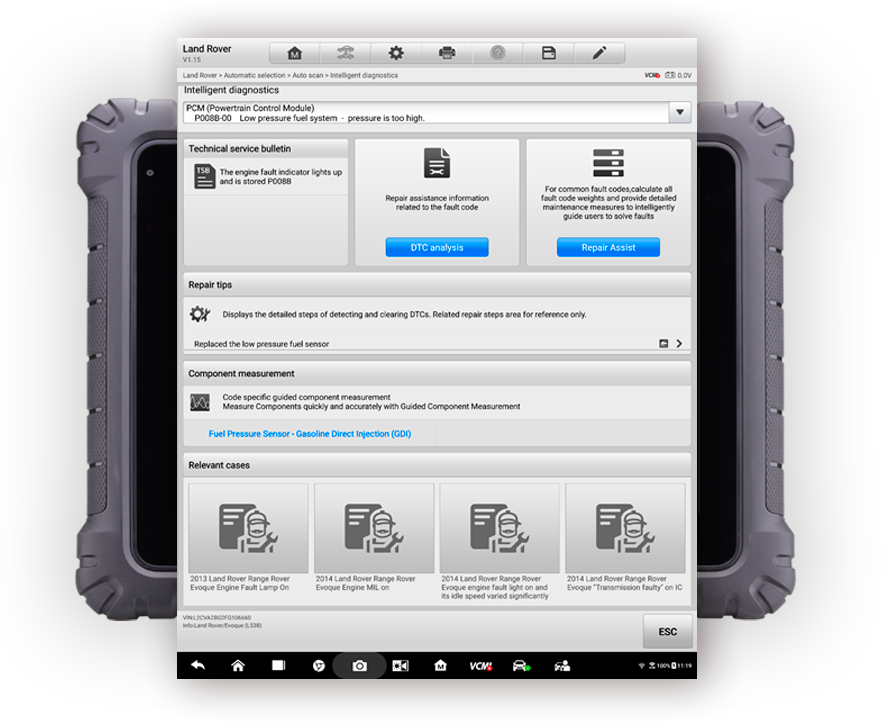 Land Rover
V1.15
M
?
Land Rover > Automatic selection > Auto scan > Intelligent diagnostics
VCMI 0.0V
Intelligent diagnostics
PCM (Powertrain Control Module)
P008B-00 Low pressure fuel system - pressure is too high.
Technical service bulletin
TSB
The engine fault indicator lights up
and is stored P008B
Repair assistance information
related to the fault code
DTC analysis
For common fault codes,calculate all
fault code weights and provide detailed
maintenance measures to intelligently
guide users to solve faults
Repair Assist
Repair tips
Displays the detailed steps of detecting and clearing DTCs. Related repair steps area for reference only.
Replaced the low pressure fuel sensor
Component measurement
Code specific guided component measurement
Measure Components quickly and accurately with Guided Component Measurement
Fuel Pressure Sensor - Gasoline Direct Injection (GDI)
Relevant cases
2013 Land Rover Range Rover
Evoque Engine Fault Lamp On
2014 Land Rover Range Rover
Evoque Engine MIL on
2014 Land Rover Range Rover
Evoque engine fault light on and
its idle speed varied significantly
2014 Land Rover Range Rover
Evoque "Transmission faulty" on IC
Info:Land Rover/Evoque (L538)
ESC
M
VCMI
100% 11:19